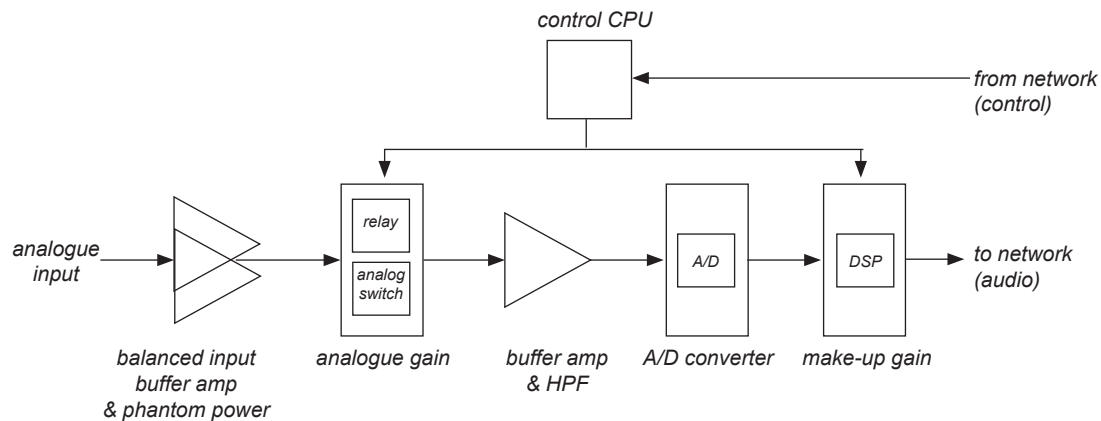 control CPU
from network
(control)
relay
analog
switch
A/D
DSP
analogue
input
to network
(audio)
balanced input
buffer amp
& phantom power
analogue gain
buffer amp
& HPF
A/D converter
make-up gain